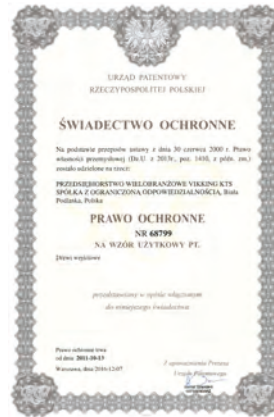 URZĄD PATENTOWY
RZECZYPOSPOLITEJ POLSKIEJ
ŚWIADECTWO OCHRONNE
Na podstawie przepisów ustawy z dnia 30 czerwca 2000 r. Prawo
własności przemysłowej (Dz.U. z 2013r., poz. 1410, z późn. zm.)
zostało udzielone na rzecz:
PRZEDSIĘBIORSTWO WIELOBRANŻOWE VIKKING KTS
SPÓŁKA Z OGRANICZONĄ ODPOWIEDZIALNOŚCIĄ, Biała
Podlaska, Polska
PRAWO OCHRONNE
NR 68799
NA WZÓR UŻYTKOWY PT.
Drzwi wejściowe
przedstawiony w opisie włączonym
do niniejszego świadectwa
Prawo ochronne trwa
od dnia 2011-10-13
Warszawa, dnia 2016-12-07
Z upoważnienia Prezesa
Urzędu Patentowego